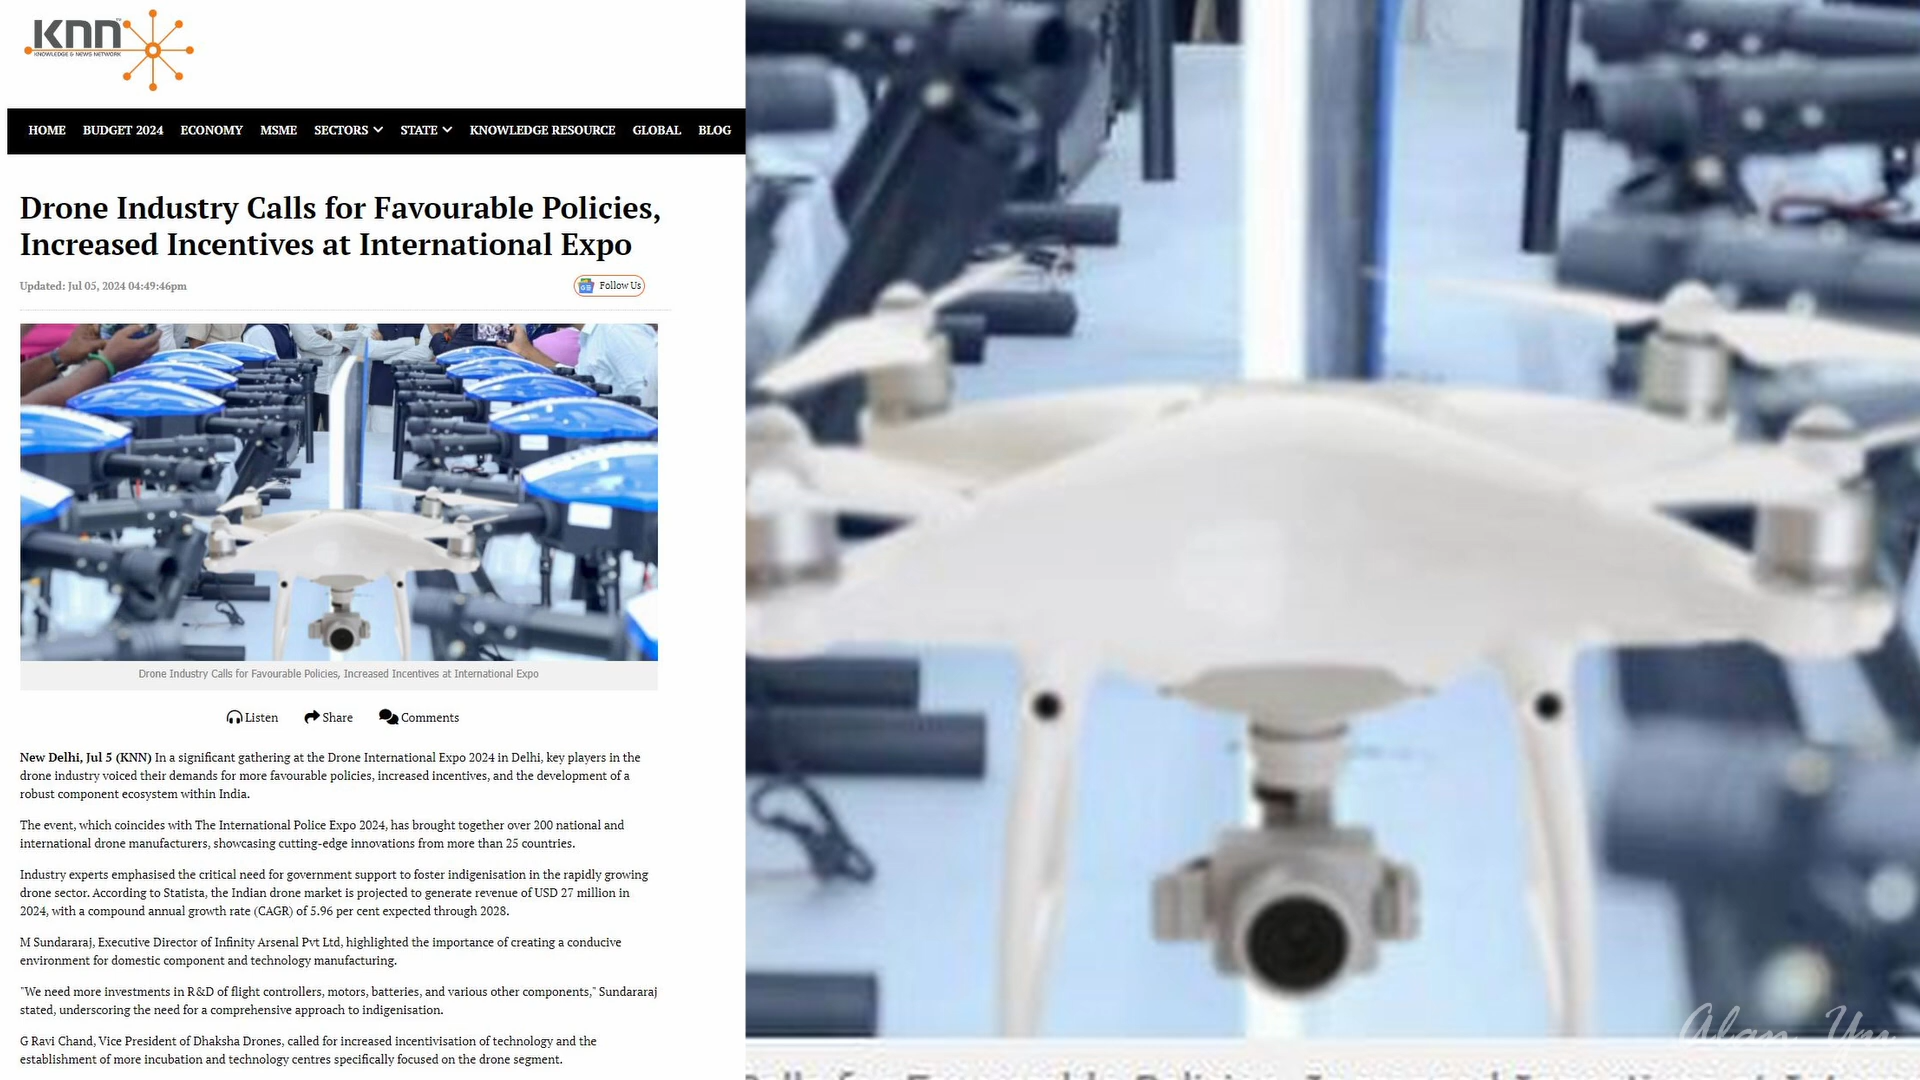 KNN
KNOWLEDGE & NEWS NETWORK
HOME BUDGET 2024 ECONOMY MSME SECTORS STATE KNOWLEDGE RESOURCE GLOBAL BLOG
Drone Industry Calls for Favourable Policies,
Increased Incentives at International Expo
Updated: Jul 05, 2024 04:49:46pm
Follow Us
Drone Industry Calls for Favourable Policies, Increased Incentives at International Expo
Listen Share Comments
New Delhi, Jul 5 (KNN) In a significant gathering at the Drone International Expo 2024 in Delhi, key players in the
drone industry voiced their demands for more favourable policies, increased incentives, and the development of a
robust component ecosystem within India.
The event, which coincides with The International Police Expo 2024, has brought together over 200 national and
international drone manufacturers, showcasing cutting-edge innovations from more than 25 countries.
Industry experts emphasised the critical need for government support to foster indigenisation in the rapidly growing
drone sector. According to Statista, the Indian drone market is projected to generate revenue of USD 27 million in
2024, with a compound annual growth rate (CAGR) of 5.96 per cent expected through 2028.
M Sundararaj, Executive Director of Infinity Arsenal Pvt Ltd, highlighted the importance of creating a conducive
environment for domestic component and technology manufacturing.
"We need more investments in R&D of flight controllers, motors, batteries, and various other components," Sundararaj
stated, underscoring the need for a comprehensive approach to indigenisation.
G Ravi Chand, Vice President of Dhaksha Drones, called for increased incentivisation of technology and the
establishment of more incubation and technology centres specifically focused on the drone segment.
Alan Yu